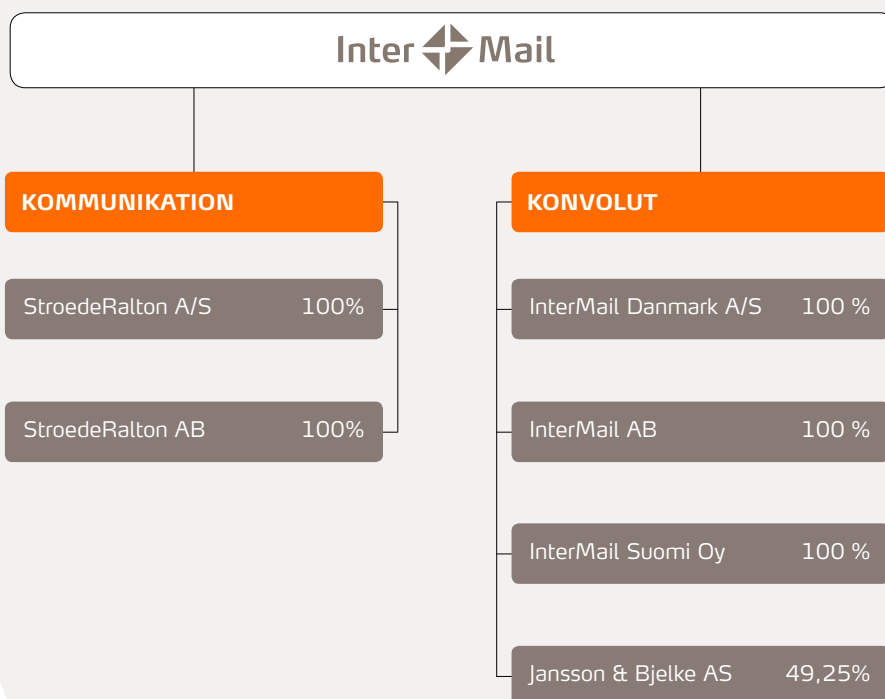 Inter Mail
KOMMUNIKATION
StroedeRalton A/S 100%
StroedeRalton AB 100%
KONVOLUT
InterMail Danmark A/S 100 %
InterMail AB 100 %
InterMail Suomi Oy 100 %
Jansson & Bjelke AS 49,25%